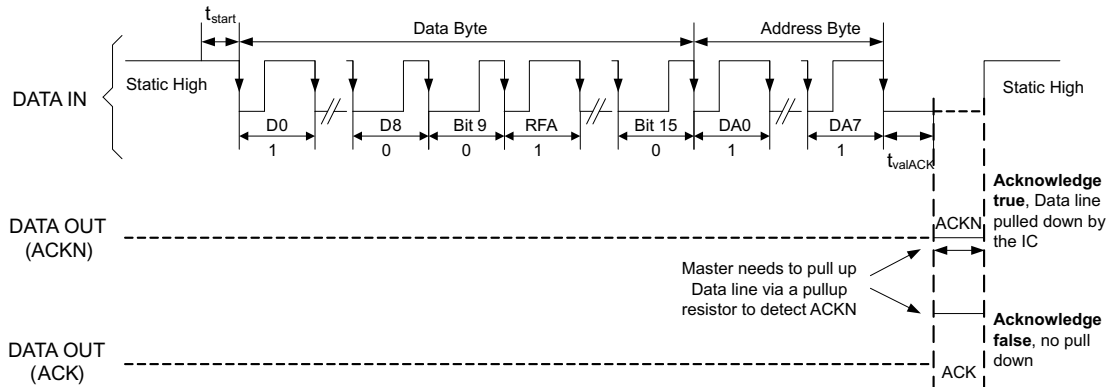 tstart
Data Byte
Address Byte
Static High
Static High
DATA IN
D0
D8
Bit 9
RFA
Bit 15
DA0
DA7
1
0
0
1
0
1
1
tvalACK
Acknowledge
true, Data line
pulled down by
the IC
DATA OUT
(ACKN)
ACKN
Master needs to pull up
Data line via a pullup
resistor to detect ACKN
Acknowledge
false, no pull
down
DATA OUT
(ACK)
ACK